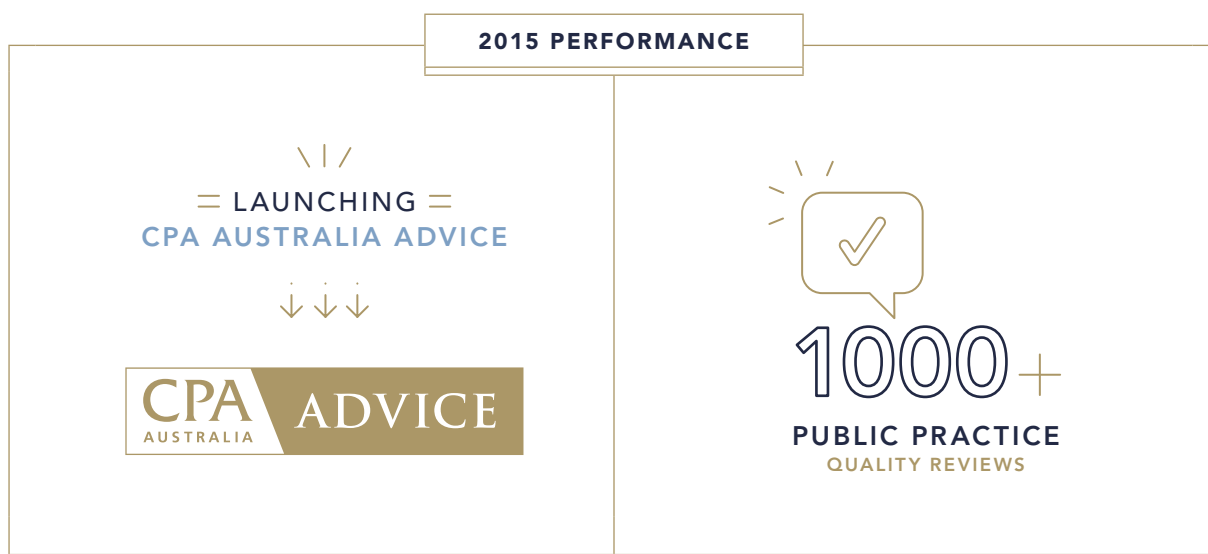 2015 PERFORMANCE
LAUNCHING
CPA AUSTRALIA ADVICE
CPA
AUSTRALIA
ADVICE
1000+
PUBLIC PRACTICE
QUALITY REVIEWS